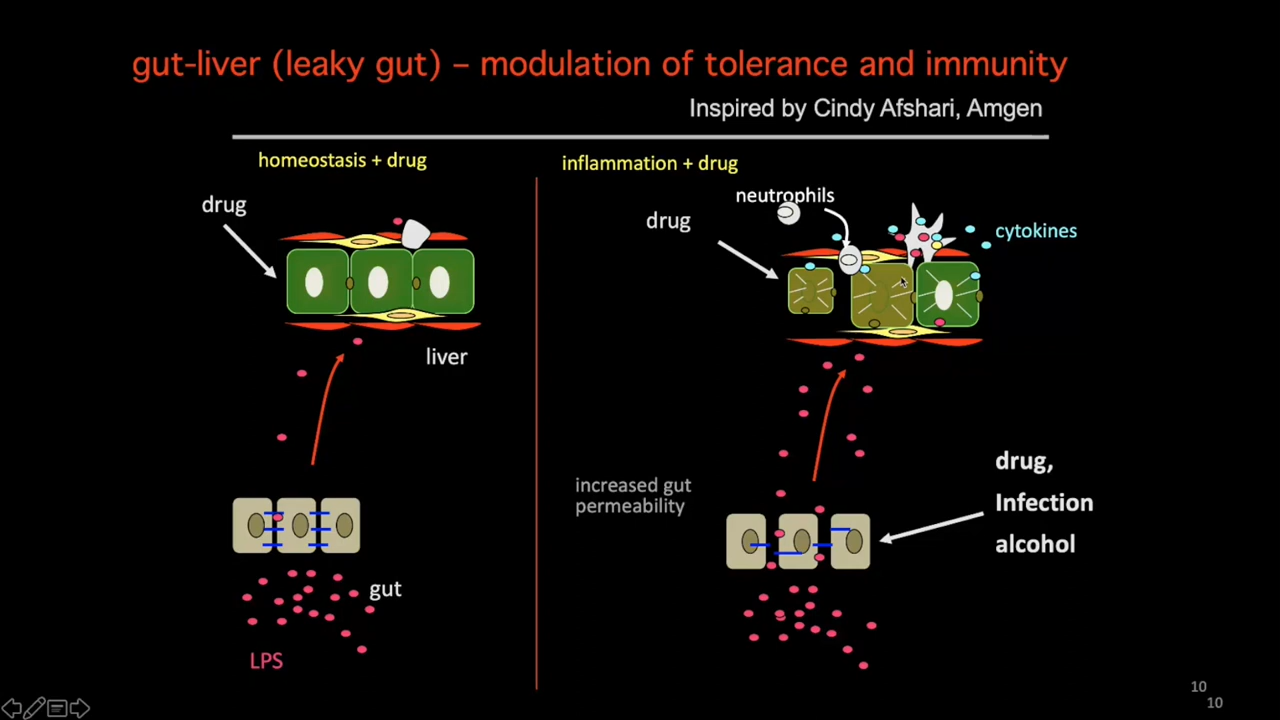 gut-liver (leaky gut) – modulation of tolerance and immunity
Inspired by Cindy Afshari, Amgen
homeostasis + drug
drug
liver
gut
LPS
inflammation + drug
neutrophils
drug
cytokines
increased gut
permeability
drug,
Infection
alcohol
10
10